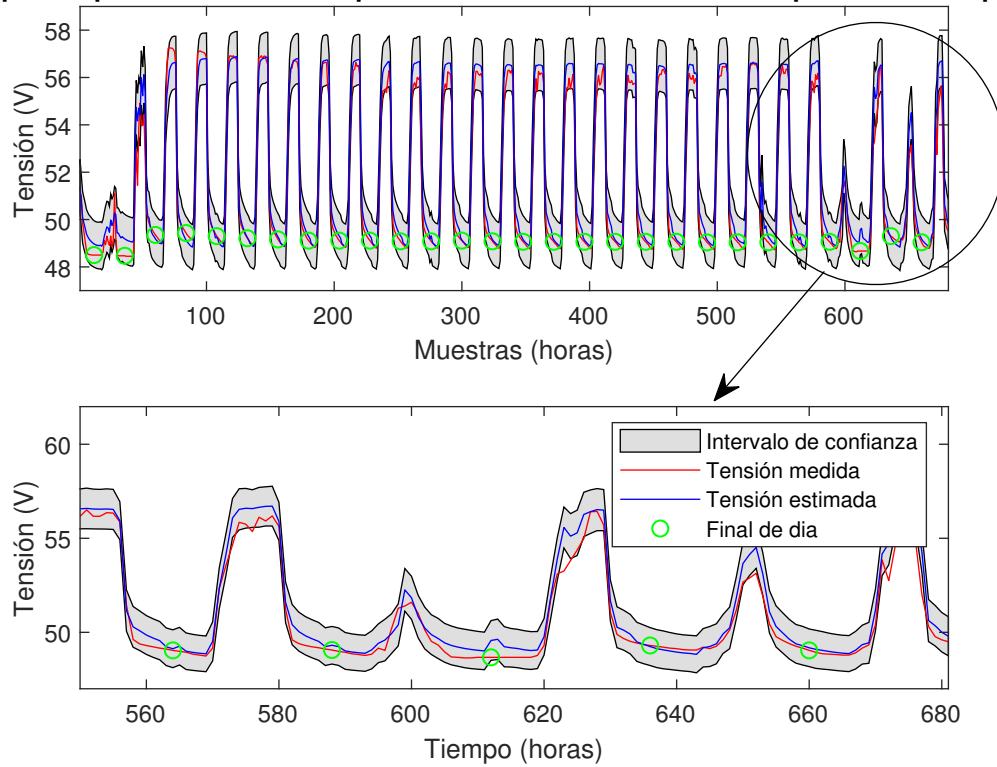 58
56
54
52
50
48
Tensión (V)
100 200 300 400 500 600
Muestras (horas)
60
55
50
Tensión (V)
Intervalo de confianza
Tensión medida
Tensión estimada
Final de dia
560 580 600 620 640 660 680
Tiempo (horas)